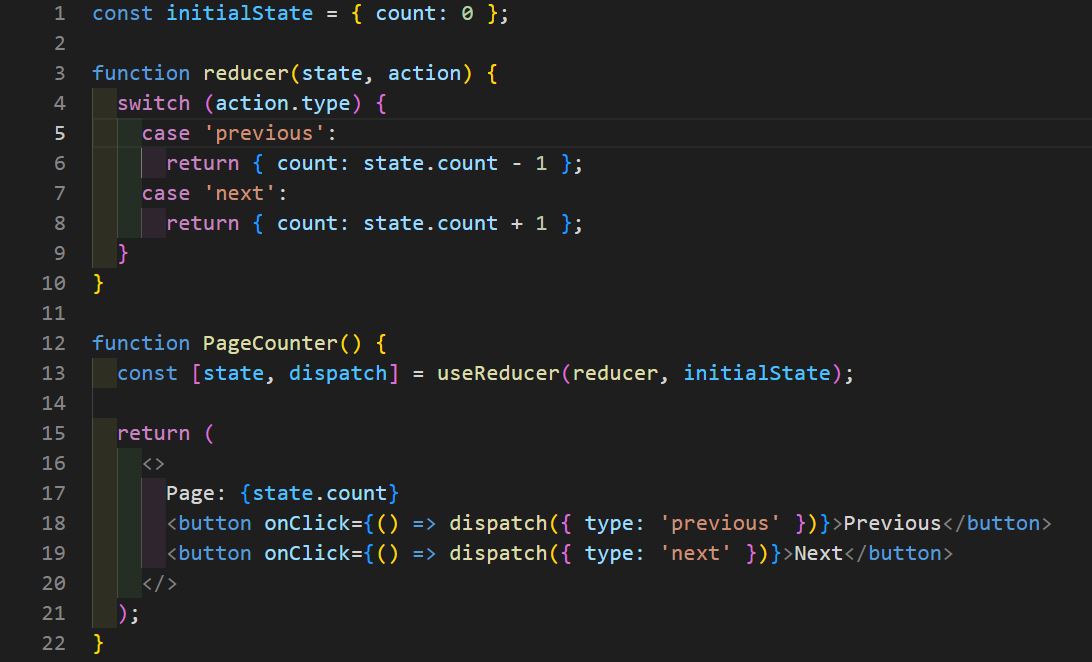 1 const initialState = { count: 0 };
2
3 function reducer(state, action) {
4   switch (action.type) {
5     case 'previous':
6       return { count: state.count - 1 };
7     case 'next':
8       return { count: state.count + 1 };
9   }
10 }
11
12 function PageCounter() {
13   const [state, dispatch] = useReducer(reducer, initialState);
14
15   return (
16     <>
17       Page: {state.count}
18       <button onClick={() => dispatch({ type: 'previous' })}>Previous</button>
19       <button onClick={() => dispatch({ type: 'next' })}>Next</button>
20     </>
21   );
22 }